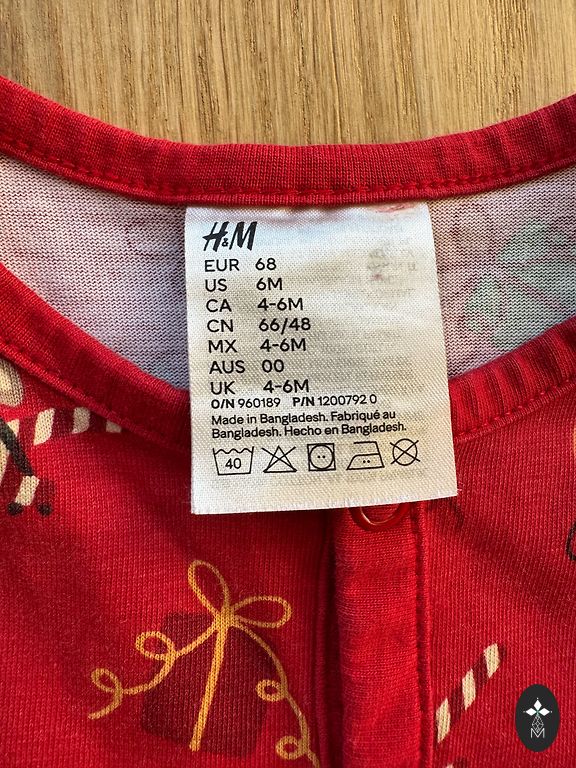 H&M
EUR 68
US 6M
CA 4-6M
CN 66/48
MX 4-6M
AUS 00
UK 4-6M
O/N 960189 P/N 1200792 0
Made in Bangladesh. Fabriqué au
Bangladesh. Hecho en Bangladesh.
40